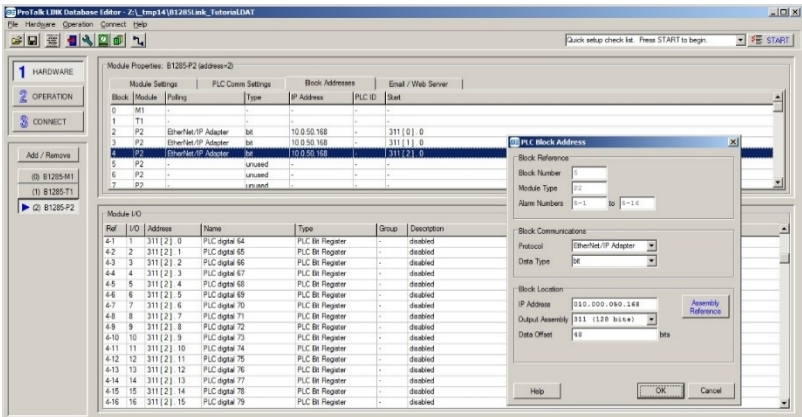 ProTalk LINK Database Editor - Z:\_tmp14\B1285Link_Tutorial.DAT
File Hardware Operation Connect Help
Quick setup check list. Press START to begin. START
1 HARDWARE
2 OPERATION
3 CONNECT
Add / Remove
(0) B1285-M1
(1) B1285-T1
(2) B1285-P2
Module Properties: B1285-P2 (address=2)
Module Settings PLC Comm Settings Block Addresses Email / Web Server
Block Module Polling Type IP Address PLC ID Start
0 M1 - - - - -
1 T1 - - - - -
2 P2 EtherNet/IP Adapter bit 10.0.50.168 311 [ 0 ] . 0
3 P2 EtherNet/IP Adapter bit 10.0.50.168 311 [ 1 ] . 0
4 P2 EtherNet/IP Adapter bit 10.0.50.168 311 [ 2 ] . 0
5 P2 - unused - - -
6 P2 - unused - - -
7 P2 - unused - - -
Module I/O
Ref I/O Address Name Type Group Description
4-1 1 311 [ 2 ] . 0 PLC digital 64 PLC Bit Register - disabled
4-2 2 311 [ 2 ] . 1 PLC digital 65 PLC Bit Register - disabled
4-3 3 311 [ 2 ] . 2 PLC digital 66 PLC Bit Register - disabled
4-4 4 311 [ 2 ] . 3 PLC digital 67 PLC Bit Register - disabled
4-5 5 311 [ 2 ] . 4 PLC digital 68 PLC Bit Register - disabled
4-6 6 311 [ 2 ] . 5 PLC digital 69 PLC Bit Register - disabled
4-7 7 311 [ 2 ] . 6 PLC digital 70 PLC Bit Register - disabled
4-8 8 311 [ 2 ] . 7 PLC digital 71 PLC Bit Register - disabled
4-9 9 311 [ 2 ] . 8 PLC digital 72 PLC Bit Register - disabled
4-10 10 311 [ 2 ] . 9 PLC digital 73 PLC Bit Register - disabled
4-11 11 311 [ 2 ] . 10 PLC digital 74 PLC Bit Register - disabled
4-12 12 311 [ 2 ] . 11 PLC digital 75 PLC Bit Register - disabled
4-13 13 311 [ 2 ] . 12 PLC digital 76 PLC Bit Register - disabled
4-14 14 311 [ 2 ] . 13 PLC digital 77 PLC Bit Register - disabled
4-15 15 311 [ 2 ] . 14 PLC digital 78 PLC Bit Register - disabled
4-16 16 311 [ 2 ] . 15 PLC digital 79 PLC Bit Register - disabled
PLC Block Address
Block Reference
Block Number 5
Module Type P2
Alarm Numbers 5-1 to 5-16
Block Communications
Protocol EtherNet/IP Adapter
Data Type bit
Block Location
IP Address 010.000.050.168
Assembly Reference
Output Assembly 311 (128 bits)
Data Offset 48 bits
Help OK Cancel